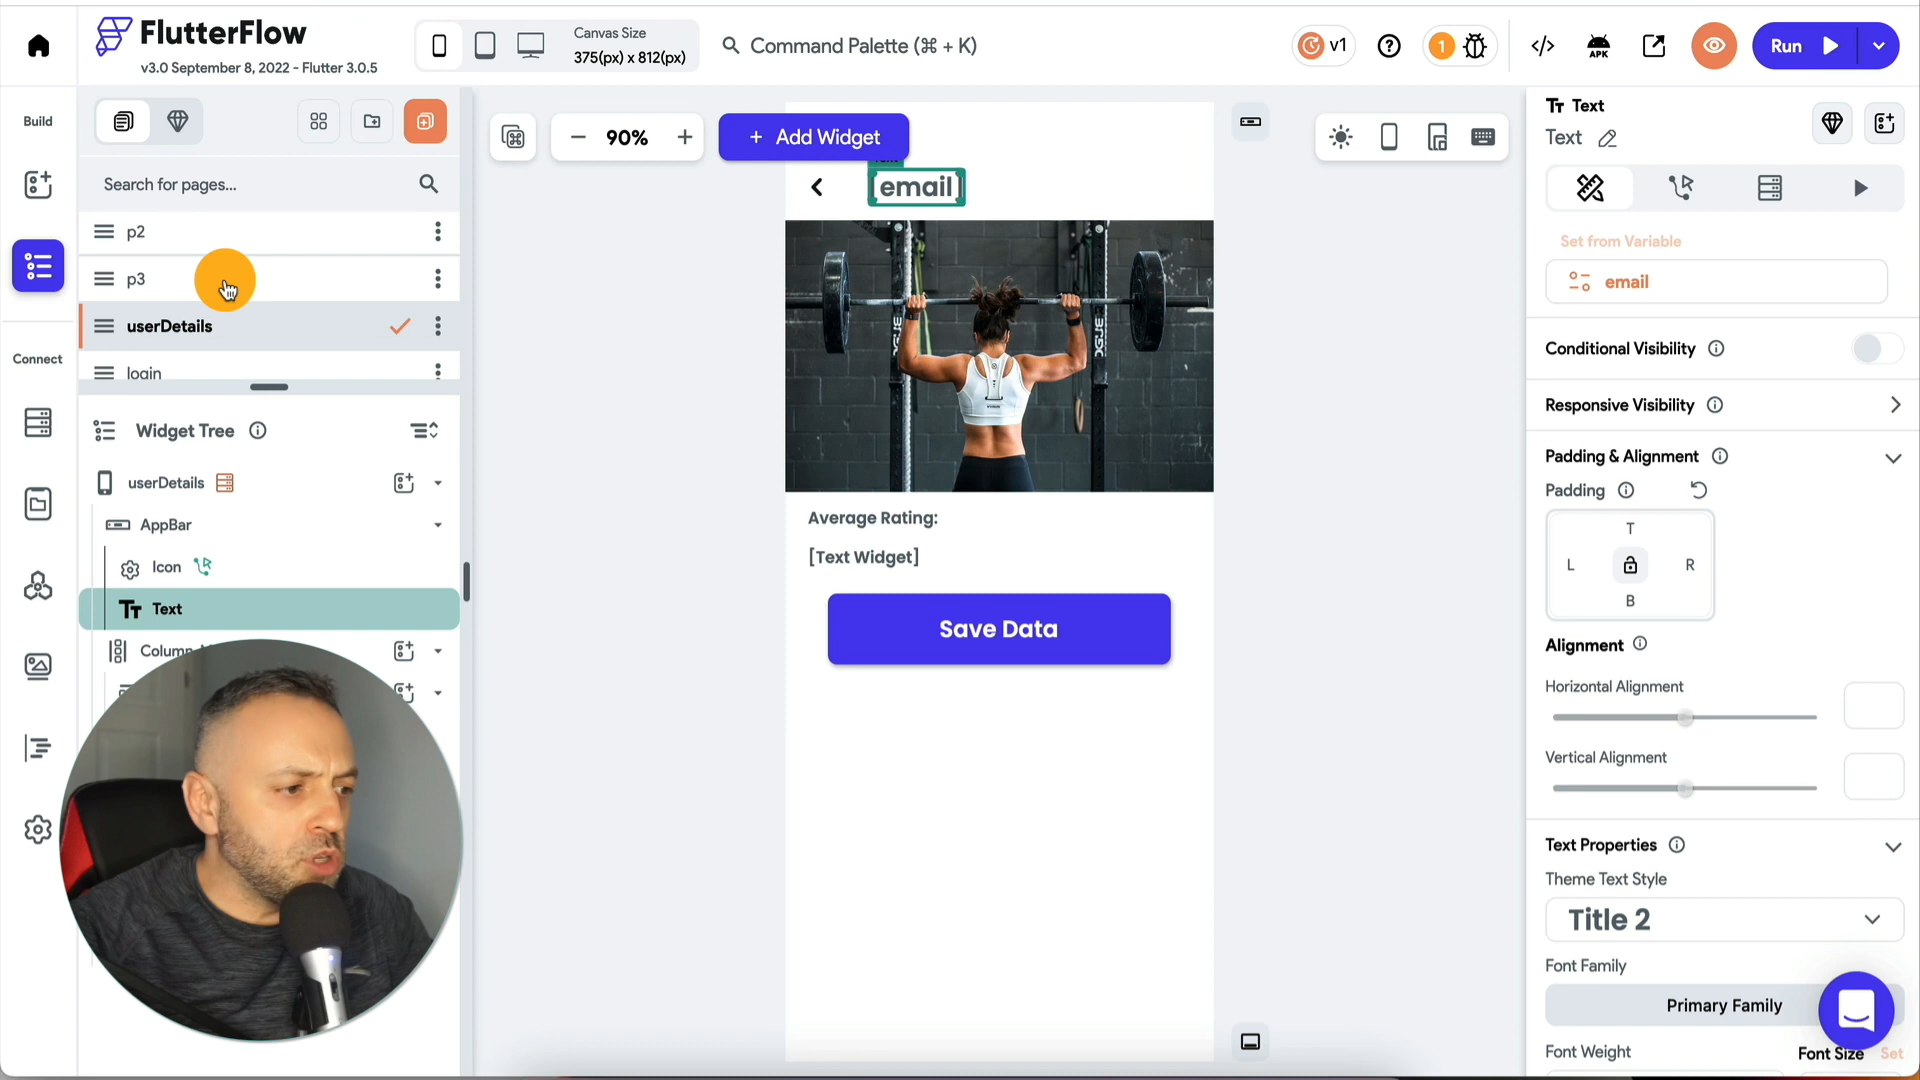 FlutterFlow
v3.0 September 8, 2022 - Flutter 3.0.5
Canvas Size
375(px) x 812(px)
Command Palette (⌘ + K)
v1
1
APK
Run
Build
Connect
Search for pages...
p2
p3
userDetails
login
Widget Tree
userDetails
AppBar
Icon
Text
Column
90%
+ Add Widget
email
Average Rating:
[Text Widget]
Save Data
Text
Text
Set from Variable
email
Conditional Visibility
Responsive Visibility
Padding & Alignment
Padding
T
L
R
B
Alignment
Horizontal Alignment
Vertical Alignment
Text Properties
Theme Text Style
Title 2
Font Family
Primary Family
Font Weight
Font Size
Set